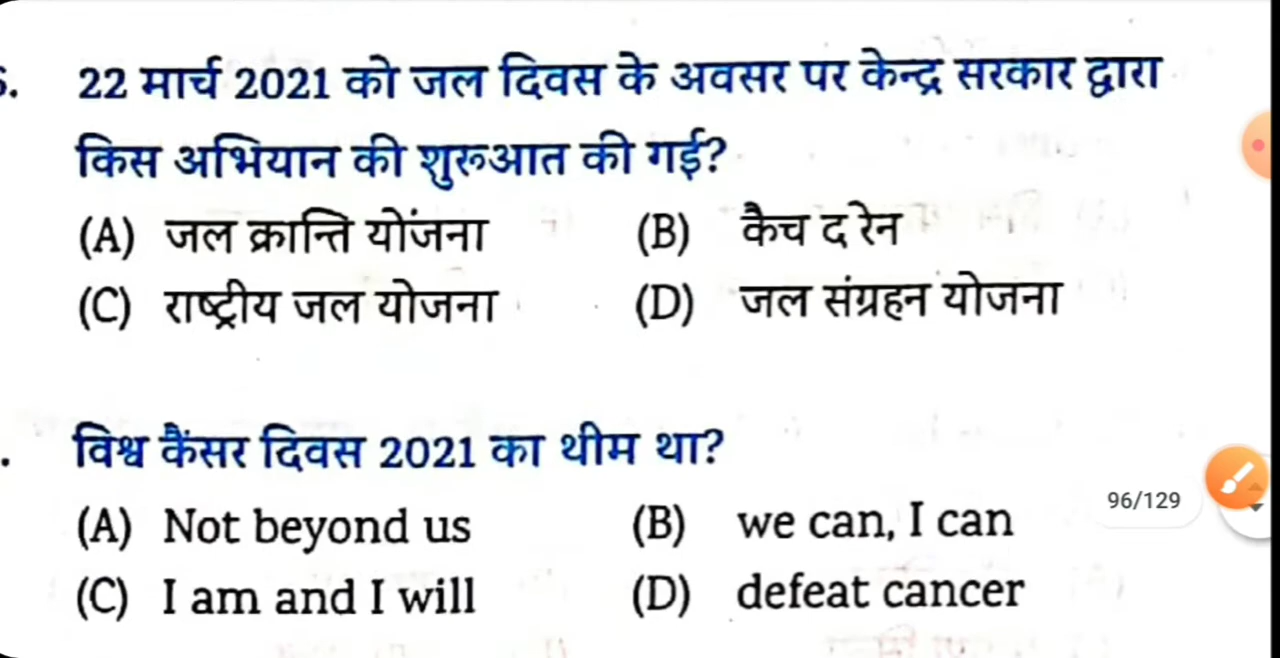 22 मार्च 2021 को जल दिवस के अवसर पर केन्द्र सरकार द्वारा
किस अभियान की शुरूआत की गई?
(A) जल क्रान्ति योंजना (B) कैच द रेन
(C) राष्ट्रीय जल योजना (D) जल संग्रहन योजना
विश्व कैंसर दिवस 2021 का थीम था?
96/129
(A) Not beyond us (B) we can, I can
(C) I am and I will (D) defeat cancer